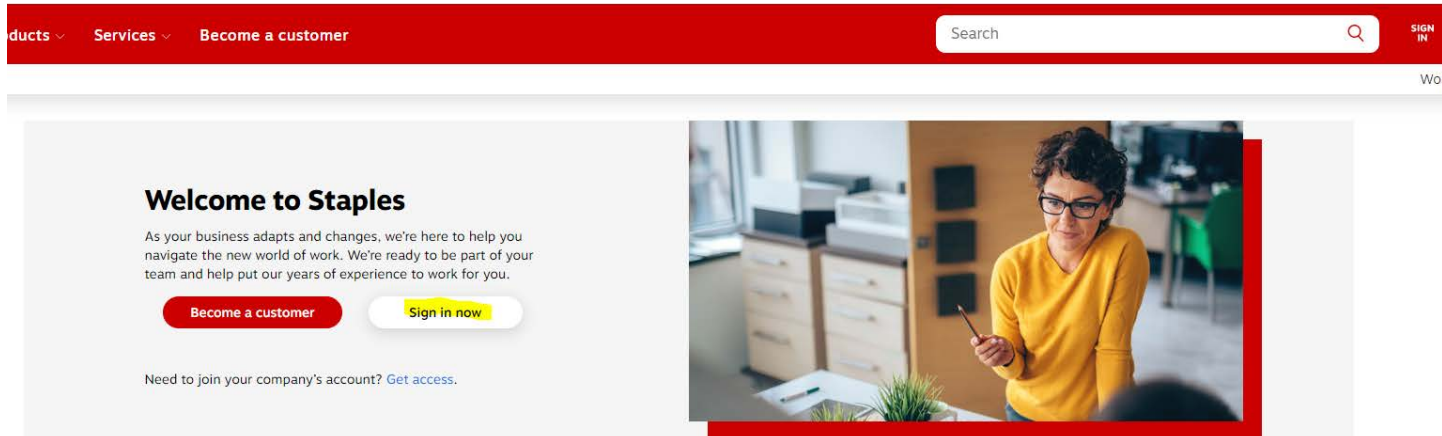 oducts
Services
Become a customer
Search
SIGN
IN
Wo
Welcome to Staples
As your business adapts and changes, we're here to help you
navigate the new world of work. We're ready to be part of your
team and help put our years of experience to work for you.
Become a customer
Sign in now
Need to join your company's account? Get access.